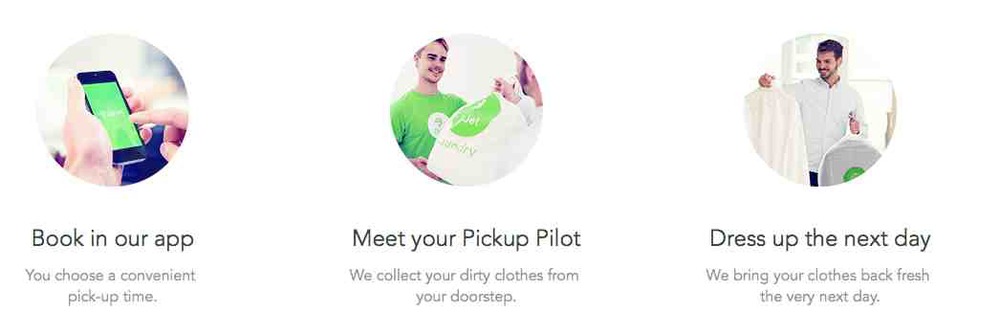 Book in our app
You choose a convenient
pick-up time.
Meet your Pickup Pilot
We collect your dirty clothes from
your doorstep.
Dress up the next day
We bring your clothes back fresh
the very next day.